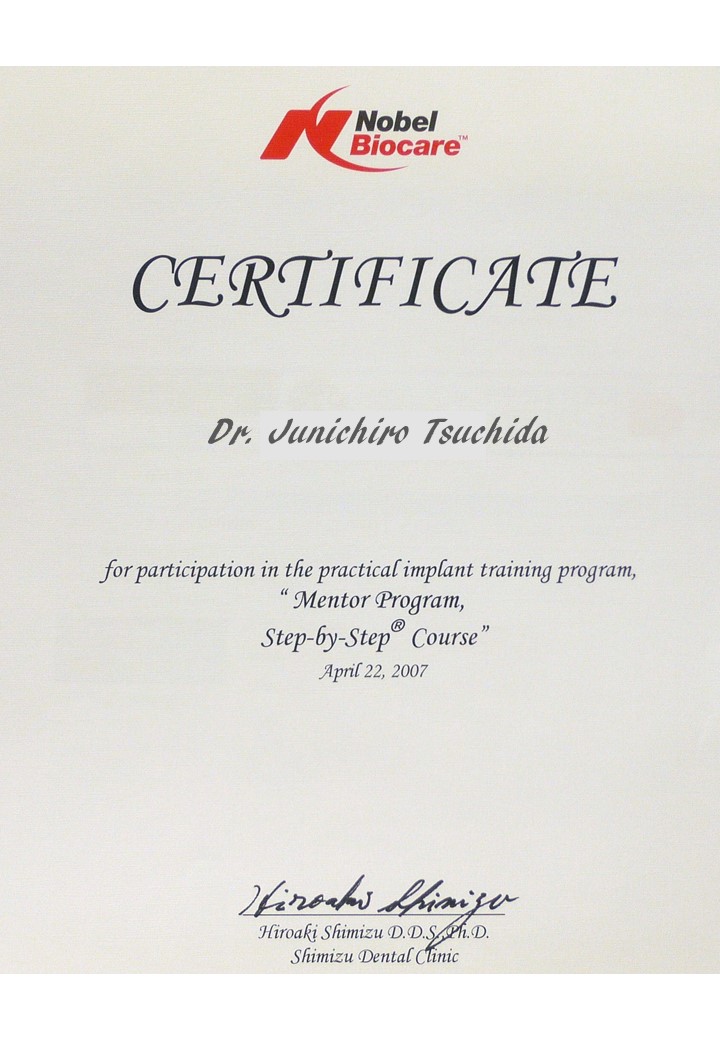 Nobel
Biocare™
CERTIFICATE
Dr. Junichiro Tsuchida
for participation in the practical implant training program,
“ Mentor Program,
Step-by-Step® Course”
April 22, 2007
Hiroaki Shimizu
Hiroaki Shimizu D.D.S., Ph.D.
Shimizu Dental Clinic